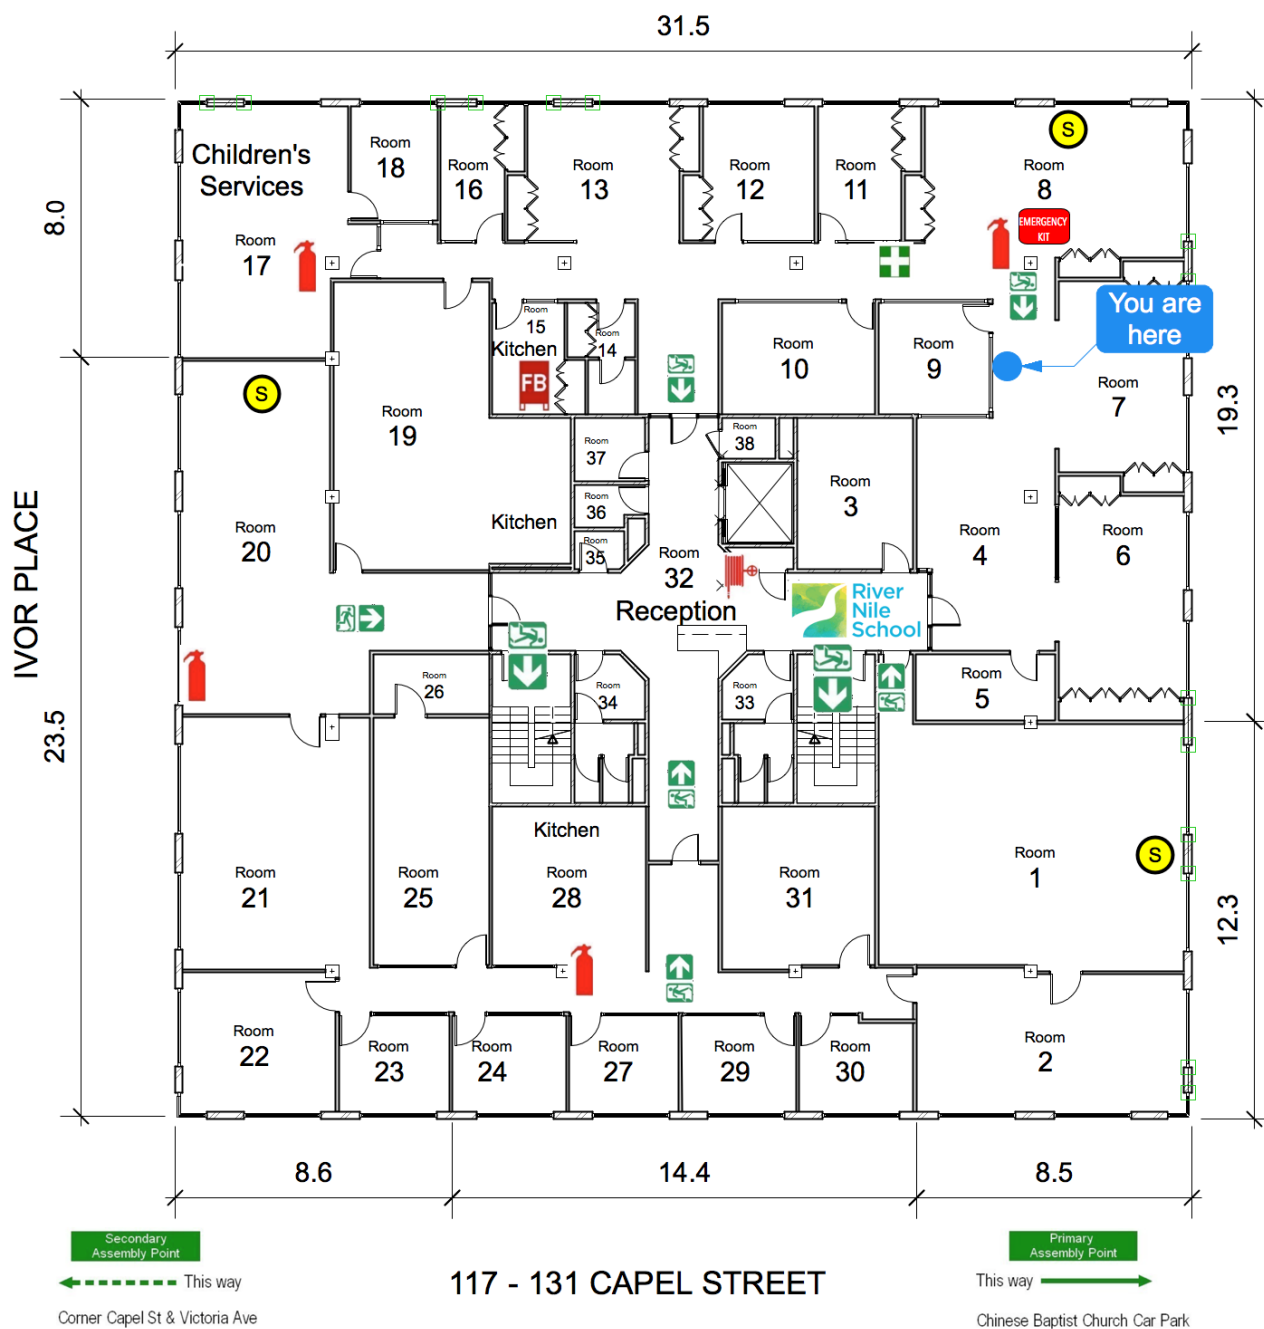 31.5
8.0
23.5
19.3
12.3
IVOR PLACE
Children's
Services
Room
17
Room
18
Room
16
Room
13
Room
12
Room
11
Room
8
S
EMERGENCY
KIT
You are
here
Room
15
Kitchen
FB
Room
14
Room
10
Room
9
Room
7
S
Room
20
Room
19
Kitchen
Room
37
Room
36
Room
35
Room
38
Room
3
Room
4
Room
6
Room
32
Reception
River
Nile
School
Room
26
Room
34
Room
33
Room
5
Room
21
Room
25
Kitchen
Room
28
Room
31
Room
1
S
Room
22
Room
23
Room
24
Room
27
Room
29
Room
30
Room
2
8.6
14.4
8.5
Secondary
Assembly Point
This way
Corner Capel St & Victoria Ave
117 - 131 CAPEL STREET
Primary
Assembly Point
This way
Chinese Baptist Church Car Park